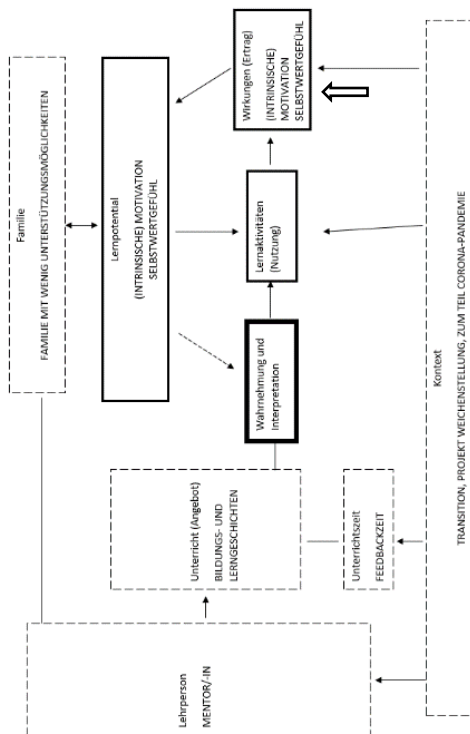 Familie
FAMILIE MIT WENIG UNTERSTÜTZUNGSMÖGLICHKEITEN
Lernpotential
(INTRINSISCHE) MOTIVATION
SELBSTWERTGEFÜHL
Lehrperson
MENTOR/-IN
Unterricht (Angebot)
BILDUNGS- UND
LERNGESCHICHTEN
Wahrnehmung und
Interpretation
Lernaktivitäten
(Nutzung)
Wirkungen (Ertrag)
(INTRINSISCHE)
MOTIVATION
SELBSTWERTGEFÜHL
Unterrichtszeit
FEEDBACKZEIT
Kontext
TRANSITION, PROJEKT WEICHENSTELLUNG, ZUM TEIL CORONA-PANDEMIE